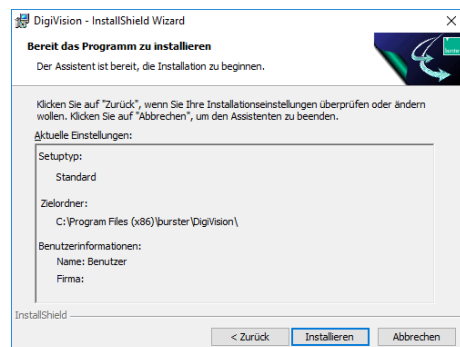 DigiVision - InstallShield Wizard
Bereit das Programm zu installieren
Der Assistent ist bereit, die Installation zu beginnen.
Klicken Sie auf "Zurück", wenn Sie Ihre Installationseinstellungen überprüfen oder ändern
wollen. Klicken Sie auf "Abbrechen", um den Assistenten zu beenden.
Aktuelle Einstellungen:
Setuptyp:
Standard
Zielordner:
C:\Program Files (x86)\burster\DigiVision\
Benutzerinformationen:
Name: Benutzer
Firma:
InstallShield
< Zurück
Installieren
Abbrechen